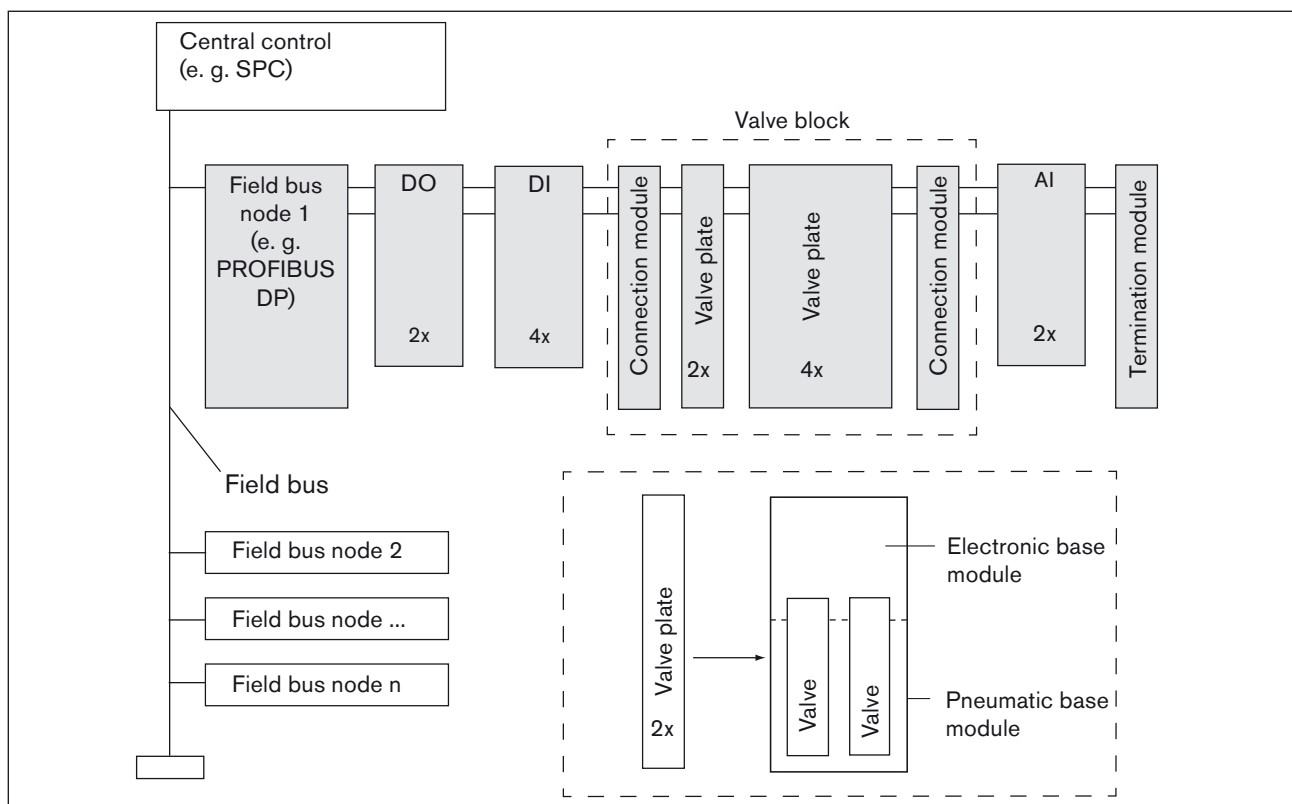 Central control
(e. g. SPC)
Valve block
Field bus
node 1
(e. g.
PROFIBUS
DP)
DO
2x
DI
4x
Connection module
Valve plate
2x
Valve plate
4x
Connection module
AI
2x
Termination module
Field bus
Field bus node 2
Field bus node ...
Field bus node n
Valve plate
2x
Valve
Valve
Electronic base
module
Pneumatic base
module